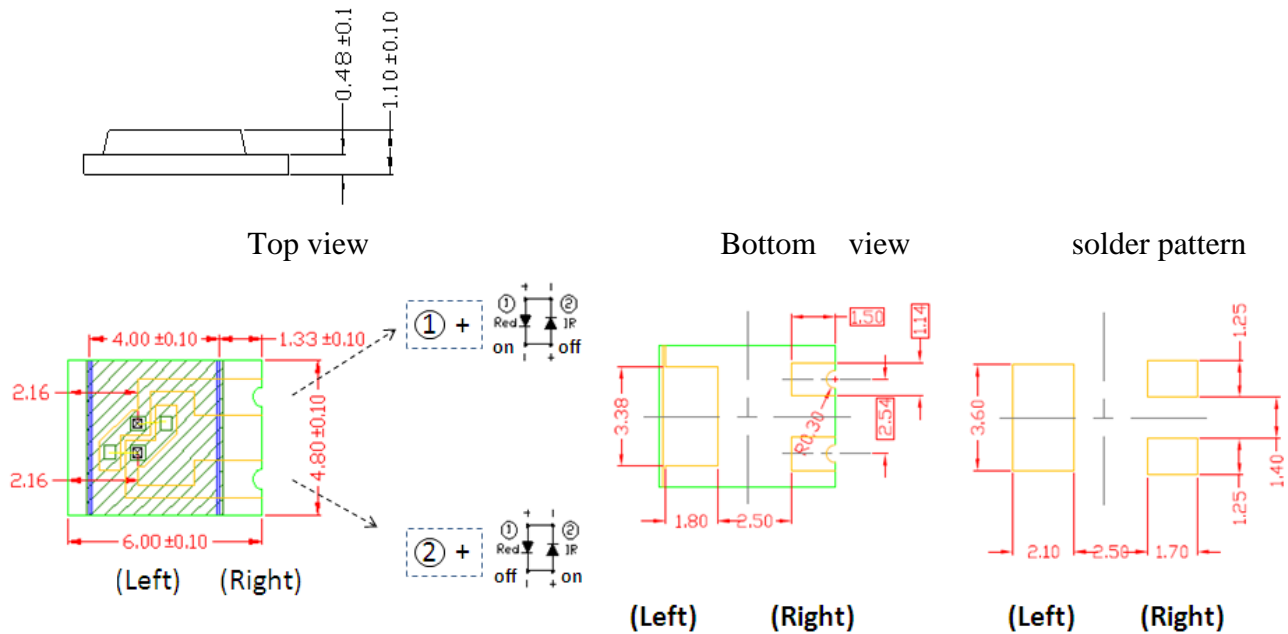 0.48 ±0.1
1.10 ±0.10
Top view
Bottom view
solder pattern
4.00 ±0.10
1.33 ±0.10
2.16
2.16
4.80 ±0.10
6.00 ±0.10
(Left) (Right)
① +
+ −
① ②
Red IR
on off
− +
② +
+ −
① ②
Red IR
off on
− +
1.50
1.14
3.38
R0.30
2.54
1.80
2.50
(Left) (Right)
1.25
3.60
1.40
1.25
2.10
2.50
1.70
(Left) (Right)